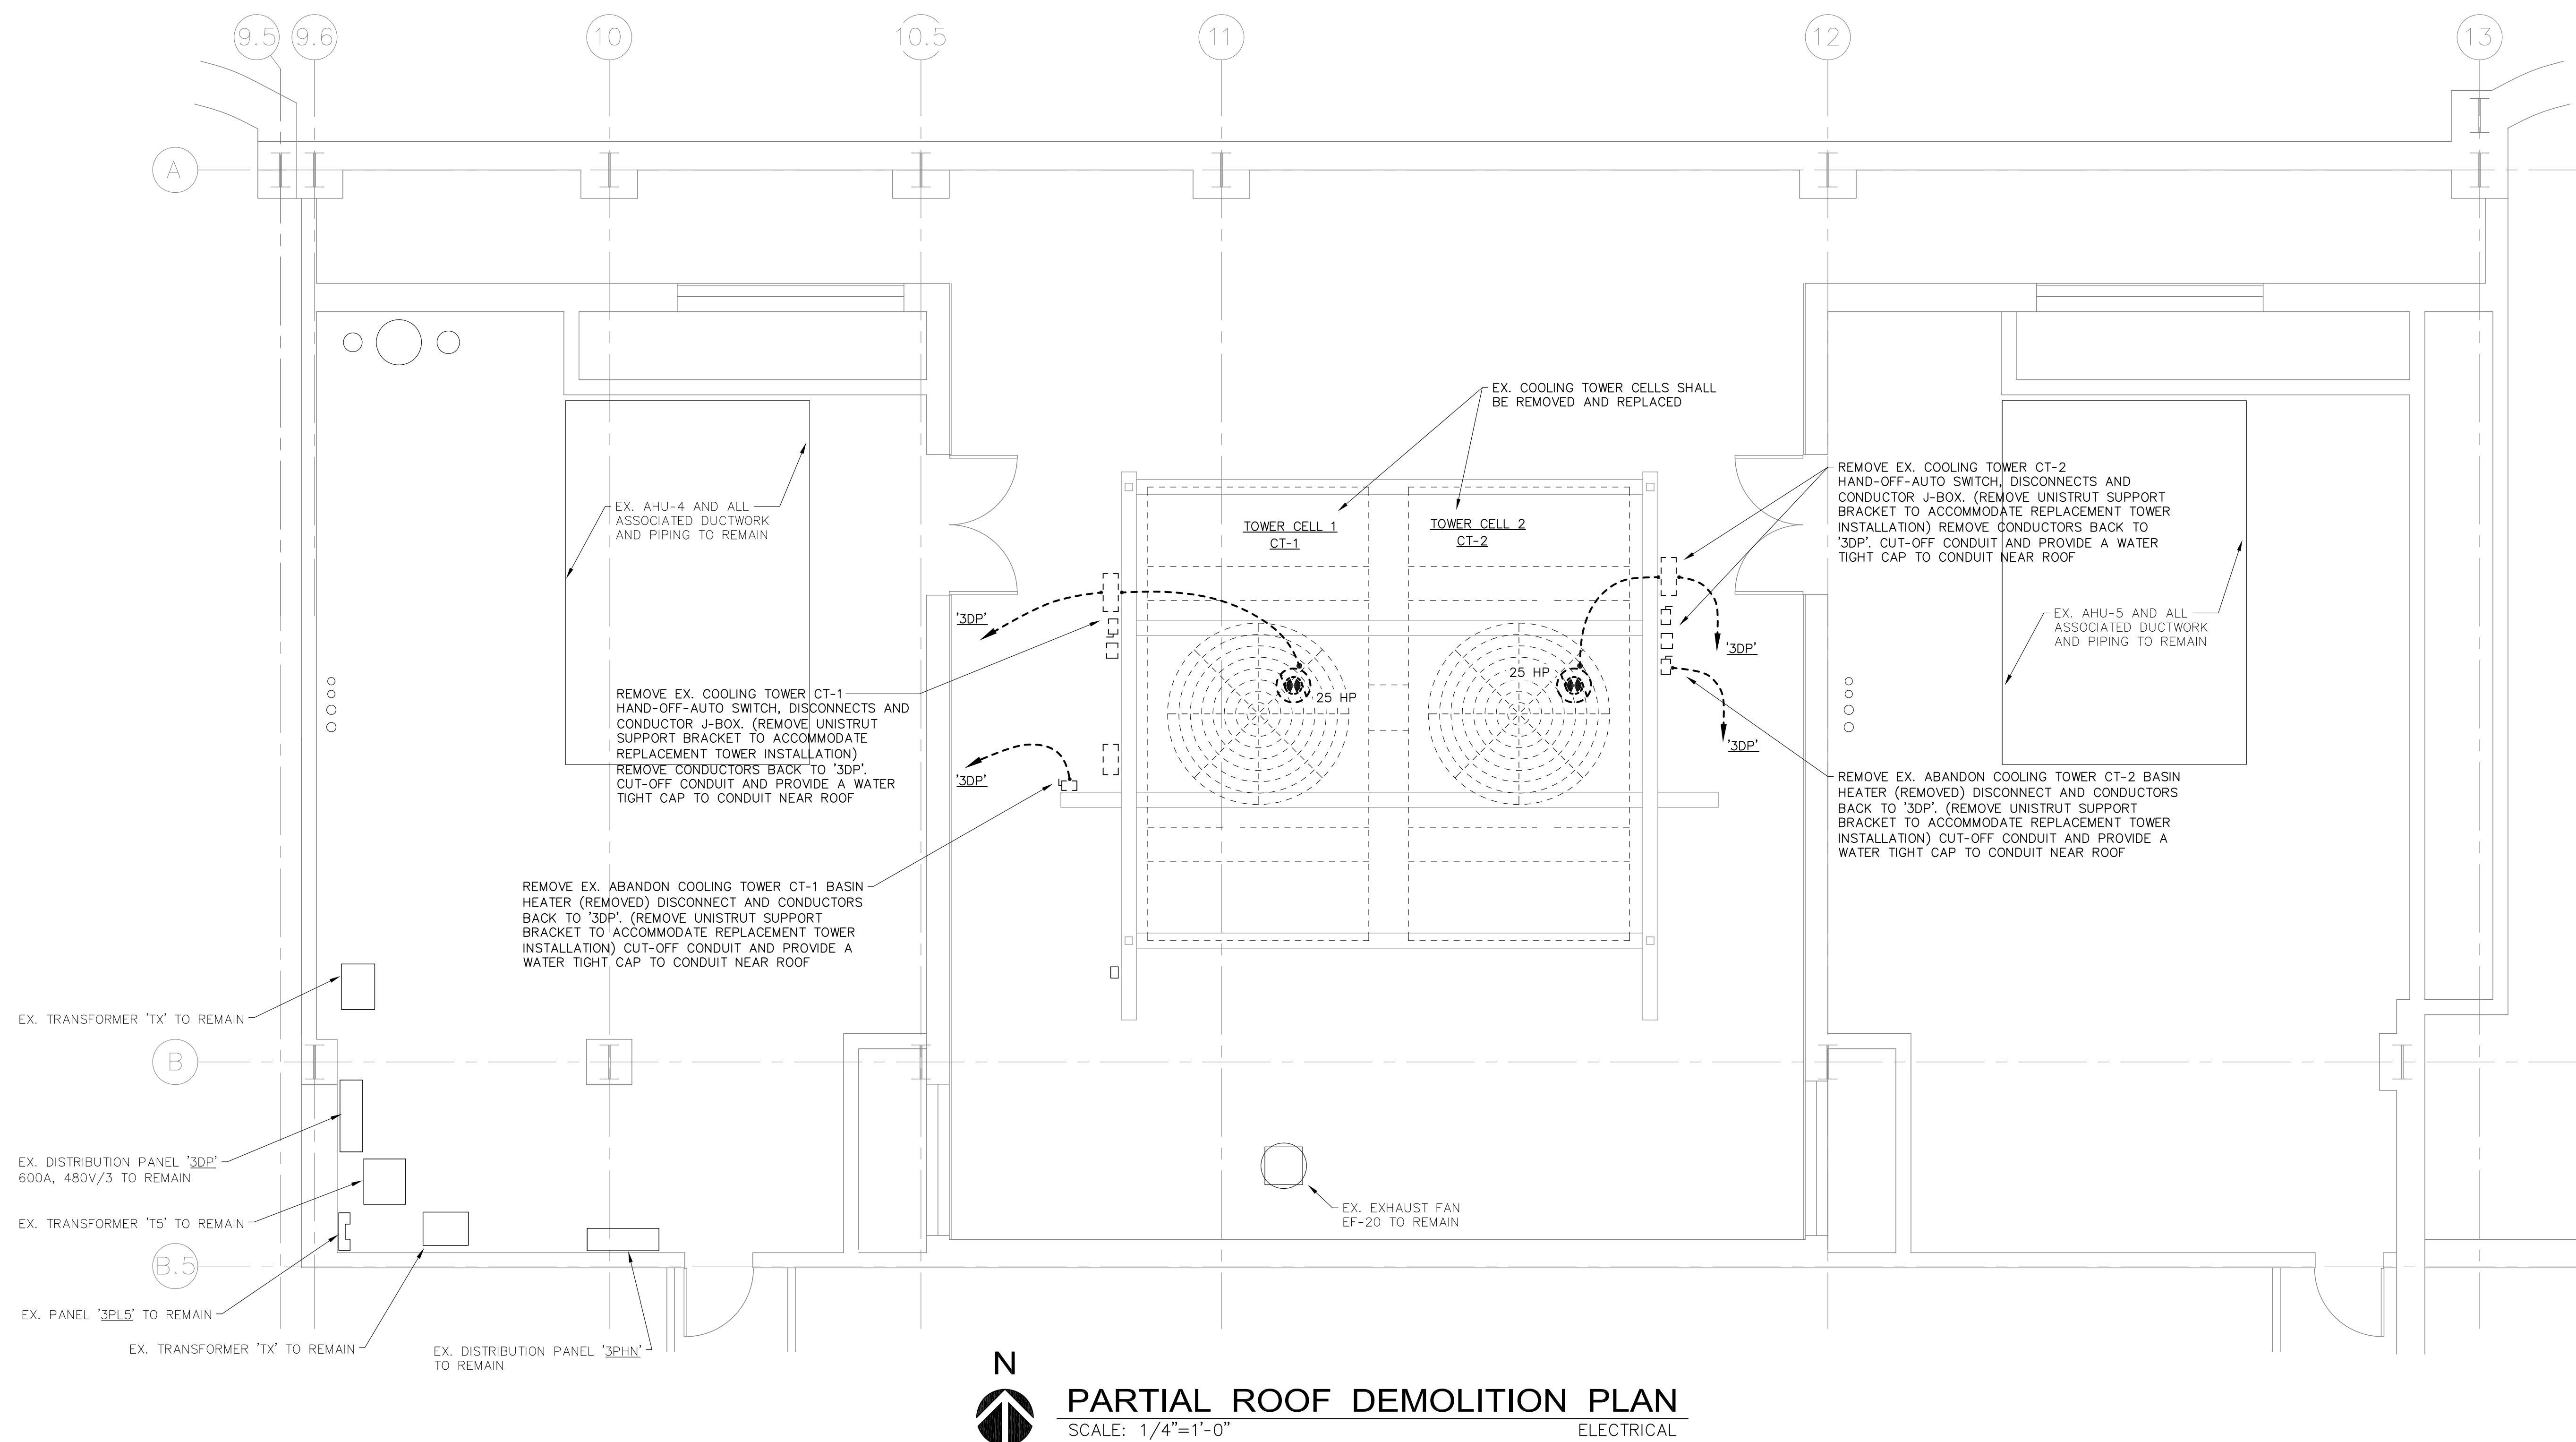 9.5
9.6
10
10.5
11
12
13
A
EX. COOLING TOWER CELLS SHALL
BE REMOVED AND REPLACED
REMOVE EX. COOLING TOWER CT-2
HAND-OFF-AUTO SWITCH, DISCONNECTS AND
CONDUCTOR J-BOX. (REMOVE UNISTRUT SUPPORT
BRACKET TO ACCOMMODATE REPLACEMENT TOWER
INSTALLATION) REMOVE CONDUCTORS BACK TO
'3DP'. CUT-OFF CONDUIT AND PROVIDE A WATER
TIGHT CAP TO CONDUIT NEAR ROOF
EX. AHU-4 AND ALL
ASSOCIATED DUCTWORK
AND PIPING TO REMAIN
TOWER CELL 1
CT-1
TOWER CELL 2
CT-2
'3DP'
'3DP'
EX. AHU-5 AND ALL
ASSOCIATED DUCTWORK
AND PIPING TO REMAIN
25 HP
25 HP
REMOVE EX. COOLING TOWER CT-1
HAND-OFF-AUTO SWITCH, DISCONNECTS AND
CONDUCTOR J-BOX. (REMOVE UNISTRUT
SUPPORT BRACKET TO ACCOMMODATE
REPLACEMENT TOWER INSTALLATION)
REMOVE CONDUCTORS BACK TO '3DP'.
CUT-OFF CONDUIT AND PROVIDE A WATER
TIGHT CAP TO CONDUIT NEAR ROOF
'3DP'
'3DP'
REMOVE EX. ABANDON COOLING TOWER CT-2 BASIN
HEATER (REMOVED) DISCONNECT AND CONDUCTORS
BACK TO '3DP'. (REMOVE UNISTRUT SUPPORT
BRACKET TO ACCOMMODATE REPLACEMENT TOWER
INSTALLATION) CUT-OFF CONDUIT AND PROVIDE A
WATER TIGHT CAP TO CONDUIT NEAR ROOF
REMOVE EX. ABANDON COOLING TOWER CT-1 BASIN
HEATER (REMOVED) DISCONNECT AND CONDUCTORS
BACK TO '3DP'. (REMOVE UNISTRUT SUPPORT
BRACKET TO ACCOMMODATE REPLACEMENT TOWER
INSTALLATION) CUT-OFF CONDUIT AND PROVIDE A
WATER TIGHT CAP TO CONDUIT NEAR ROOF
EX. TRANSFORMER 'TX' TO REMAIN
B
EX. DISTRIBUTION PANEL '3DP'
600A, 480V/3 TO REMAIN
EX. TRANSFORMER 'T5' TO REMAIN
EX. EXHAUST FAN
EF-20 TO REMAIN
B.5
EX. PANEL '3PL5' TO REMAIN
EX. TRANSFORMER 'TX' TO REMAIN
EX. DISTRIBUTION PANEL '3PHN'
TO REMAIN
N
PARTIAL ROOF DEMOLITION PLAN
SCALE: 1/4"=1'-0"
ELECTRICAL